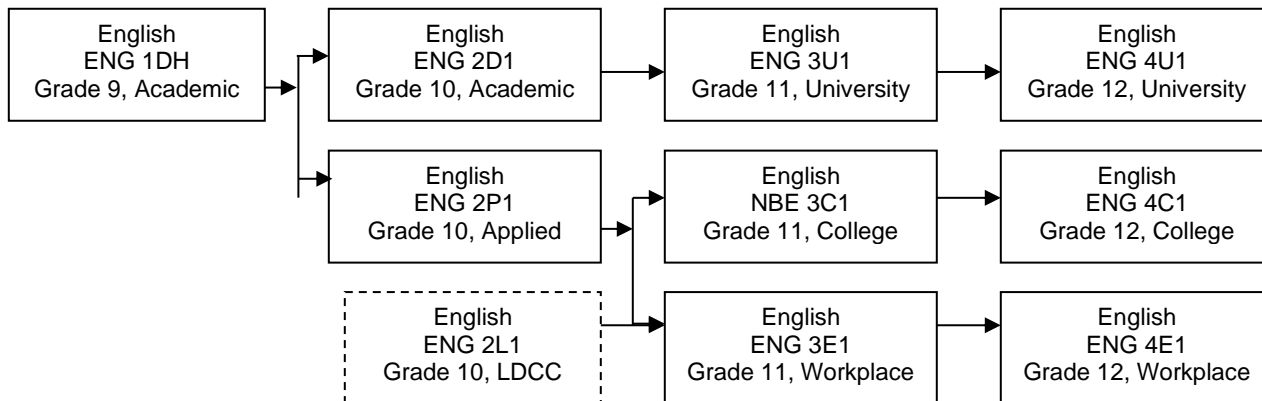 English
ENG 1DH
Grade 9, Academic
English
ENG 2D1
Grade 10, Academic
English
ENG 3U1
Grade 11, University
English
ENG 4U1
Grade 12, University
English
ENG 2P1
Grade 10, Applied
English
NBE 3C1
Grade 11, College
English
ENG 4C1
Grade 12, College
English
ENG 2L1
Grade 10, LDCC
English
ENG 3E1
Grade 11, Workplace
English
ENG 4E1
Grade 12, Workplace